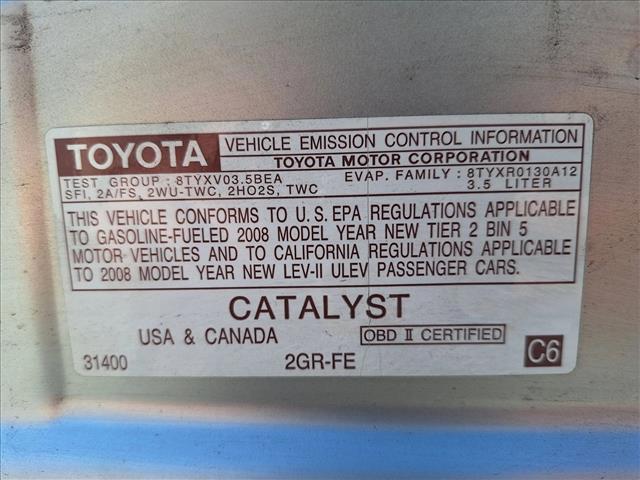 TOYOTA VEHICLE EMISSION CONTROL INFORMATION
TOYOTA MOTOR CORPORATION
TEST GROUP : 8TYXV03.5BEA EVAP. FAMILY : 8TYXR0130A12
SFI, 2A/FS, 2WU-TWC, 2HO2S, TWC 3.5 LITER
THIS VEHICLE CONFORMS TO U.S. EPA REGULATIONS APPLICABLE
TO GASOLINE-FUELED 2008 MODEL YEAR NEW TIER 2 BIN 5
MOTOR VEHICLES AND TO CALIFORNIA REGULATIONS APPLICABLE
TO 2008 MODEL YEAR NEW LEV-II ULEV PASSENGER CARS.
CATALYST
USA & CANADA OBD II CERTIFIED
31400 2GR-FE C6